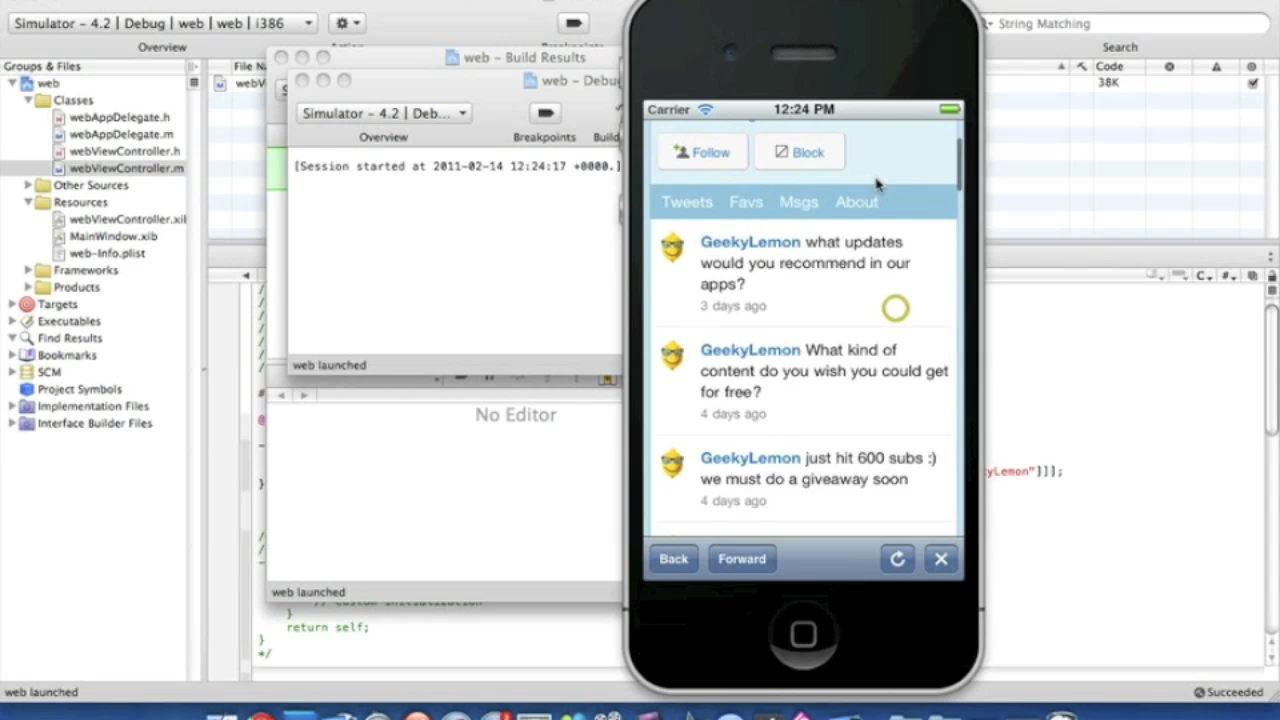 Simulator - 4.2 | Debug | web | web | i386
String Matching
Overview
Search
Groups & Files
Code
web
38K
Classes
webAppDelegate.h
webAppDelegate.m
webViewController.h
webViewController.m
Other Sources
Resources
webViewController.xil
MainWindow.xib
web-Info.plist
Frameworks
Products
Targets
Executables
Find Results
Bookmarks
SCM
Project Symbols
Implementation Files
Interface Builder Files
web launched
Succeeded
web - Build Results
web - Debu
Simulator - 4.2 | Deb...
Overview
Breakpoints
Build
[Session started at 2011-02-14 12:24:17 +0000.]
web launched
No Editor
web launched
yLemon"]]];
}
return self;
}
*/
Carrier
12:24 PM
Follow
Block
Tweets Favs Msgs About
GeekyLemon what updates
would you recommend in our
apps?
3 days ago
GeekyLemon What kind of
content do you wish you could get
for free?
4 days ago
GeekyLemon just hit 600 subs :)
we must do a giveaway soon
4 days ago
Back
Forward